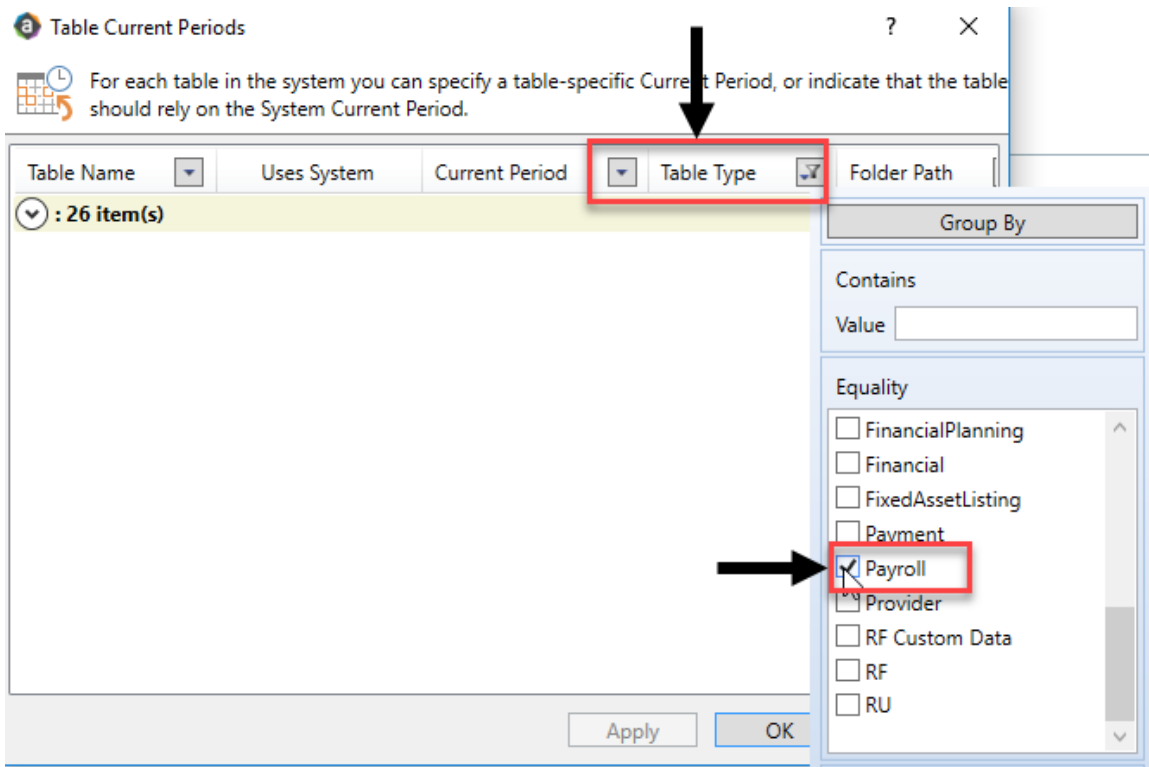 Table Current Periods
?
For each table in the system you can specify a table-specific Current Period, or indicate that the table
should rely on the System Current Period.
Table Name Uses System Current Period Table Type Folder Path
: 26 item(s)
Group By
Contains
Value
Equality
FinancialPlanning
Financial
FixedAssetListing
Payment
Payroll
Provider
RF Custom Data
RF
RU
Apply OK